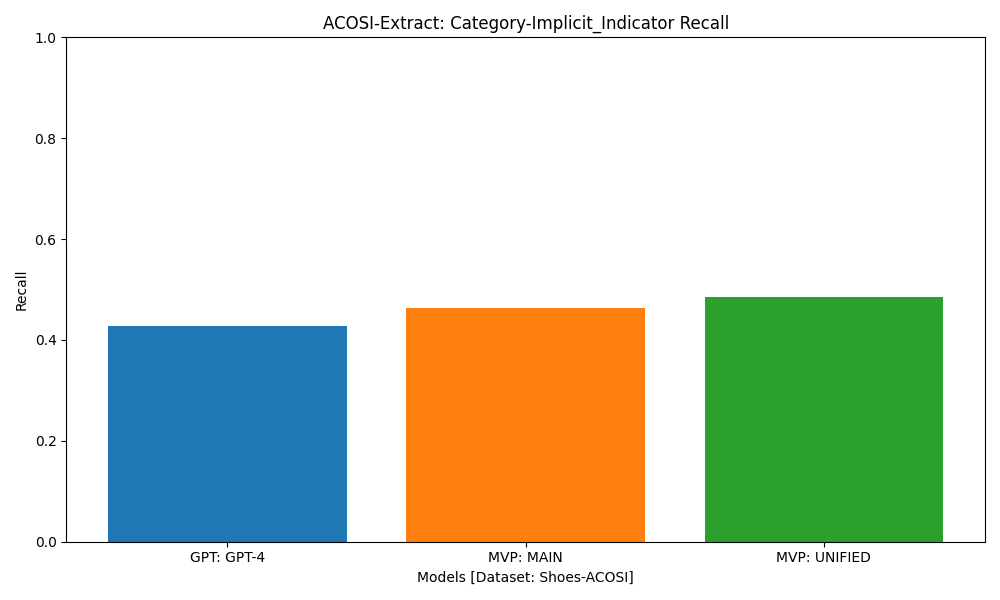 ACOSI-Extract: Category-Implicit_Indicator Recall
1.0
0.8
0.6
0.4
0.2
0.0
Recall
GPT: GPT-4
MVP: MAIN
MVP: UNIFIED
Models [Dataset: Shoes-ACOSI]